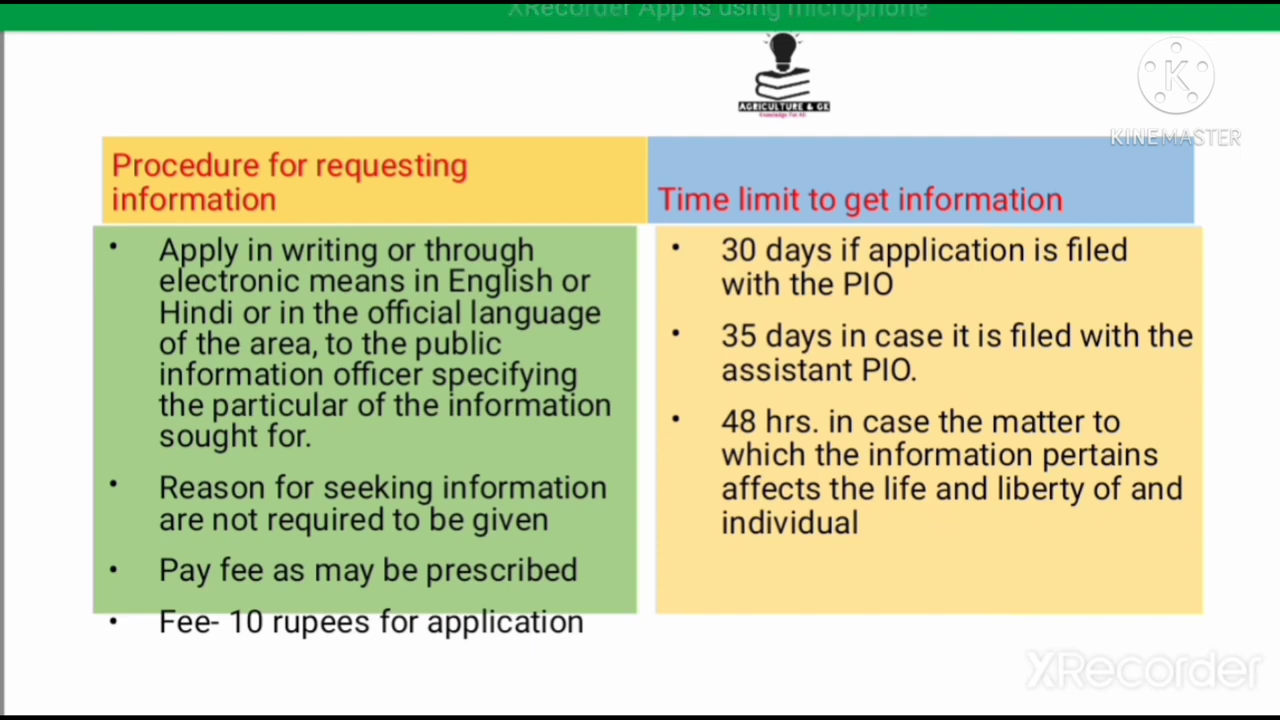 XRecorder App is using microphone
AGRICULTURE & GK
Knowledge For All
K
KINEMASTER
Procedure for requesting
information
Time limit to get information
• Apply in writing or through
electronic means in English or
Hindi or in the official language
of the area, to the public
information officer specifying
the particular of the information
sought for.
• Reason for seeking information
are not required to be given
• Pay fee as may be prescribed
• Fee- 10 rupees for application
• 30 days if application is filed
with the PIO
• 35 days in case it is filed with the
assistant PIO.
• 48 hrs. in case the matter to
which the information pertains
affects the life and liberty of and
individual
XRecorder